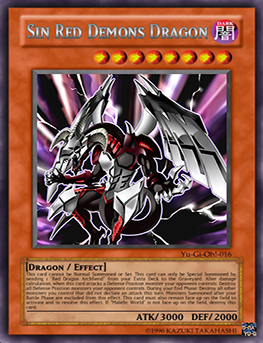 SIN RED DEMONS DRAGON
DARK
闇
Yu-Gi-Oh!-016
[DRAGON / EFFECT]
This card cannot be Normal Summoned or Set. This card can only be Special Summoned by
sending 1 "Red Dragon Archfiend" from your Extra Deck to the Graveyard. After damage
calculation, when this card attacks a Defense Position monster your opponent controls: Destroy
all Defense Position monsters your opponent controls. During your End Phase: Destroy all other
monsters you control that did not declare an attack this turn. Monsters Summoned after your
Battle Phase are excluded from this effect. This card must also remain face up on the field to
activate and to resolve this effect. If "Malefic World" is not face up on the field, destroy
this card.
ATK/ 3000 DEF/ 2000
©1996 KAZUKI TAKAHASHI